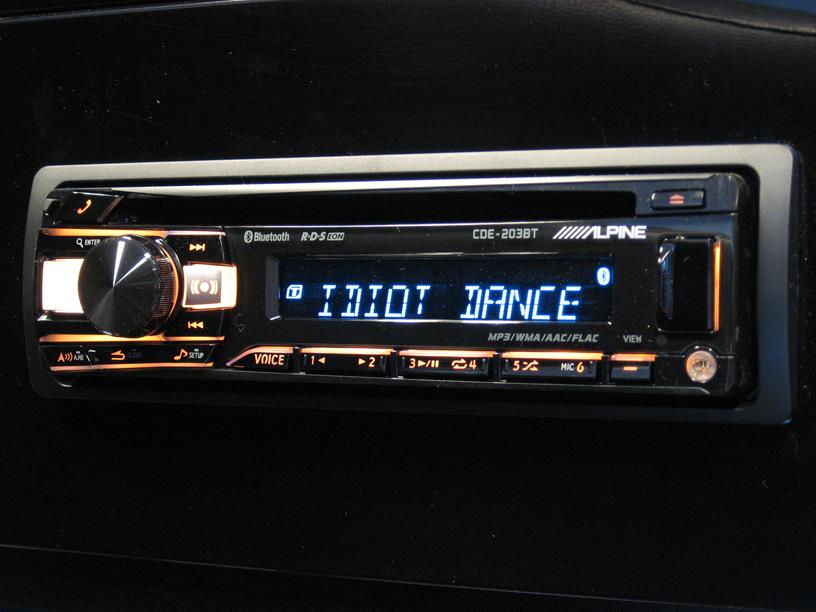 Bluetooth R·D·S EON CDE-203BT ALPINE
ENTER
T IDIOT DANCE
MP3/WMA/AAC/FLAC VIEW
A.ME SETUP VOICE 1 2 3 4 5 MIC 6